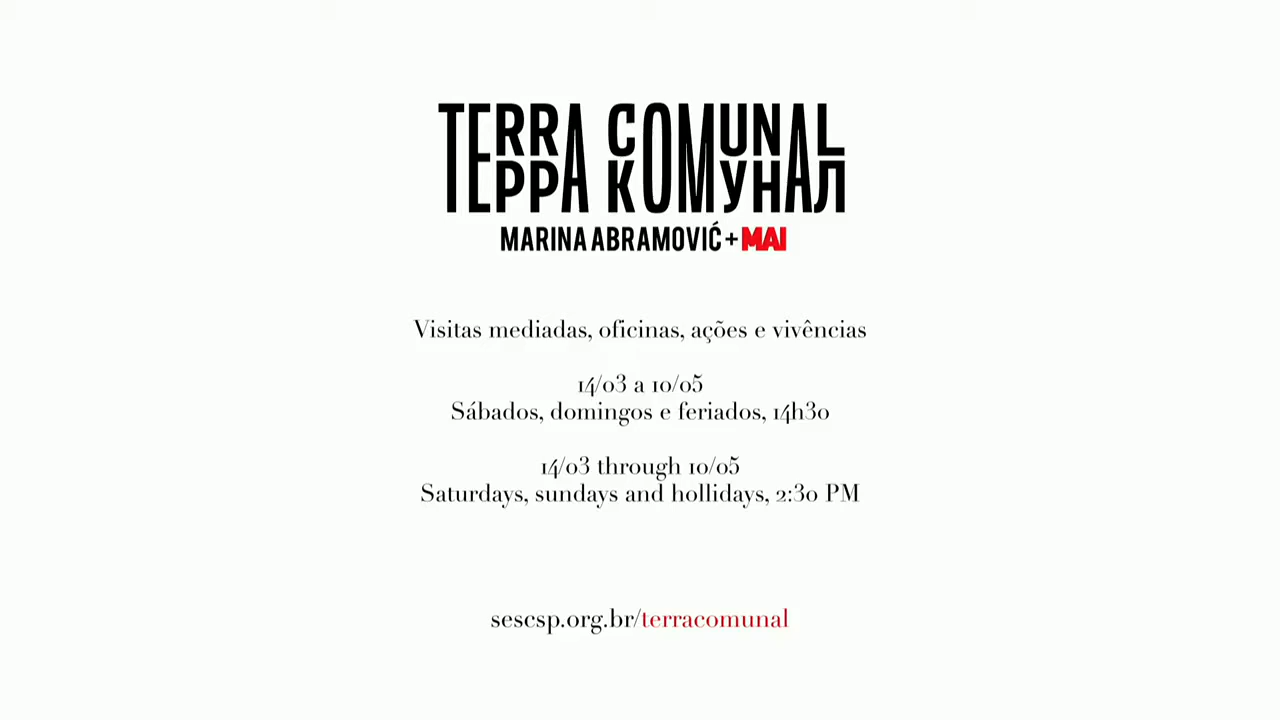 TERRA COMUNAL
ТЕРРА КОМУНАЛ
MARINA ABRAMOVIĆ + MAI
Visitas mediadas, oficinas, ações e vivências
14/03 a 10/05
Sábados, domingos e feriados, 14h30
14/03 through 10/05
Saturdays, sundays and hollidays, 2:30 PM
sescsp.org.br/terracomunal